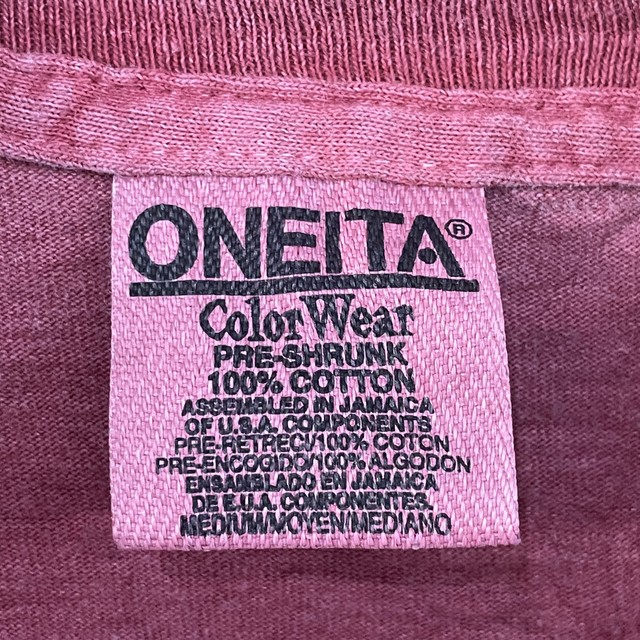 ONEITA®
Color Wear
PRE-SHRUNK
100% COTTON
ASSEMBLED IN JAMAICA
OF U.S.A. COMPONENTS
PRE-RETRECI/100% COTON
PRE-ENCOGIDO/100% ALGODON
ENSAMBLADO EN JAMAICA
DE E.U.A. COMPONENTES.
MEDIUM/MOYEN/MEDIANO